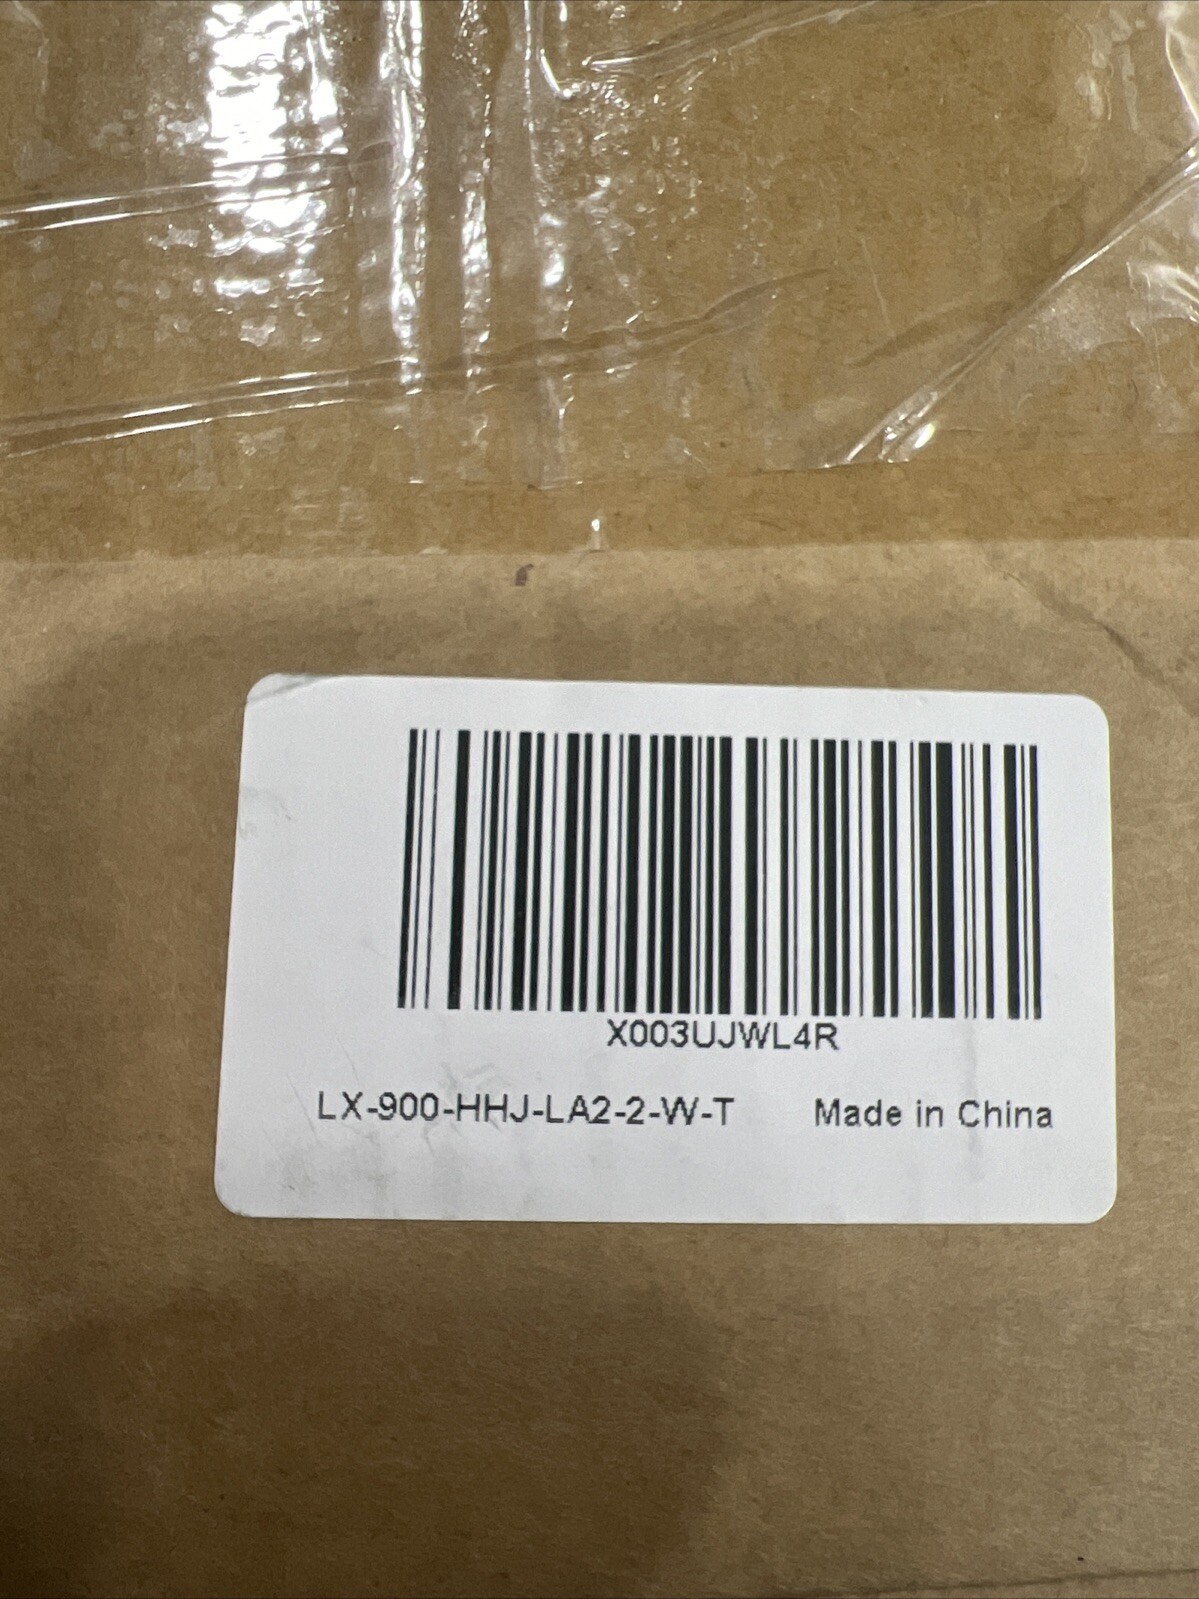 X003UJWL4R
LX-900-HHJ-LA2-2-W-T Made in China